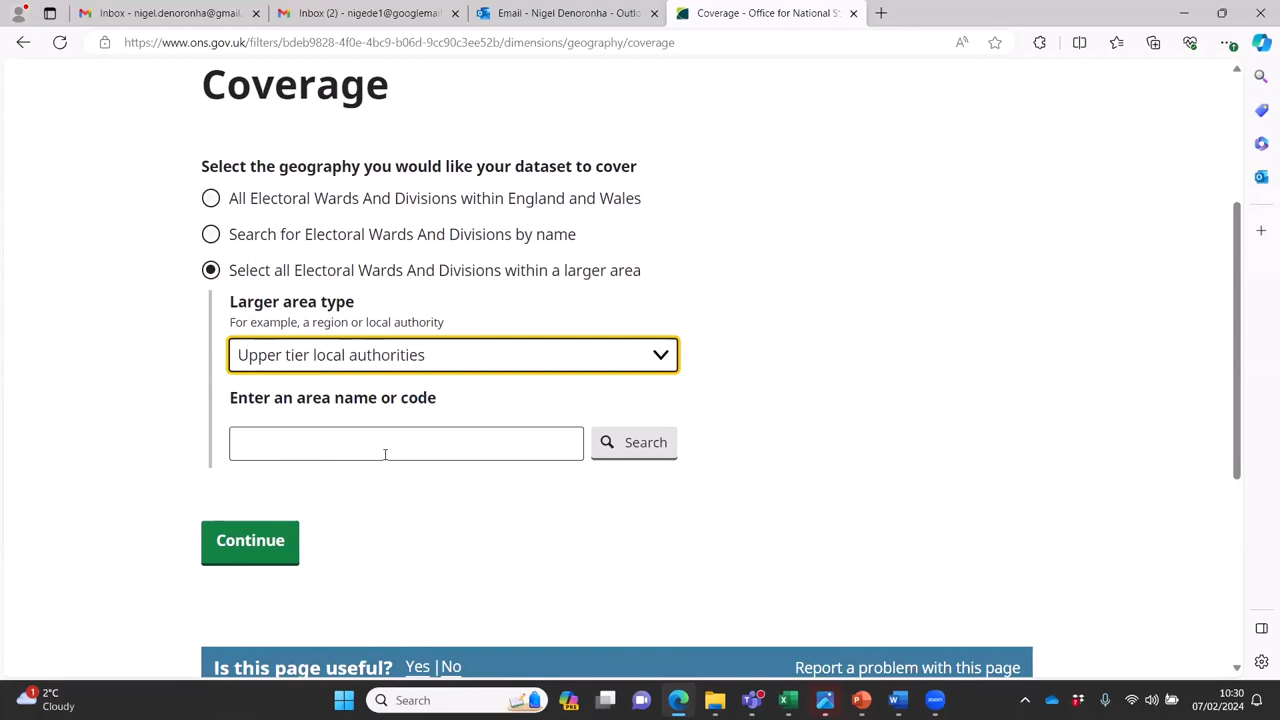 Inbox - nigel.denoronha@gmail.
Inbox (2) - nigede1@googlemail
Email - Nigel Denoronha - Outlo
Coverage - Office for National S
https://www.ons.gov.uk/filters/bdeb9828-4f0e-4bc9-b06d-9cc90c3ee52b/dimensions/geography/coverage
Coverage
Select the geography you would like your dataset to cover
All Electoral Wards And Divisions within England and Wales
Search for Electoral Wards And Divisions by name
Select all Electoral Wards And Divisions within a larger area
Larger area type
For example, a region or local authority
Upper tier local authorities
Enter an area name or code
Search
Continue
Is this page useful? Yes | No
Report a problem with this page
1
2°C
Cloudy
Search
10:30
07/02/2024